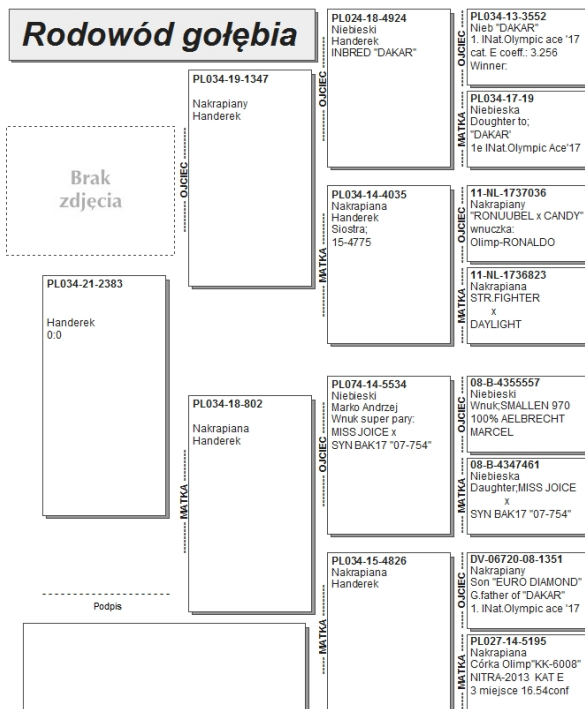 Rodowód gołębia
Brak
zdjęcia
PL034-21-2383
Handerek
0:0
Podpis
OJCIEC
PL034-19-1347
Nakrapiany
Handerek
MATKA
PL034-18-802
Nakrapiana
Handerek
OJCIEC
PL024-18-4924
Niebieski
Handerek
INBRED "DAKAR"
MATKA
PL034-14-4035
Nakrapiana
Handerek
Siostra;
15-4775
OJCIEC
PL074-14-5534
Niebieski
Marko Andrzej
Wnuk super pary:
MISS JOICE x
SYN BAK17 "07-754"
MATKA
PL034-15-4826
Nakrapiana
Handerek
OJCIEC
PL034-13-3552
Nieb "DAKAR"
1. INat.Olympic ace '17
cat. E coeff.: 3.256
Winner:
MATKA
PL034-17-19
Niebieska
Doughter to;
"DAKAR'
1e INat.Olympic Ace'17
OJCIEC
11-NL-1737036
Nakrapiany
"RONUUBEL x CANDY"
wnuczka:
Olimp-RONALDO
MATKA
11-NL-1736823
Nakrapiana
STR.FIGHTER
x
DAYLIGHT
OJCIEC
08-B-4355557
Niebieski
Wnuk;SMALLEN 970
100% AELBRECHT
MARCEL
MATKA
08-B-4347461
Niebieska
Daughter;MISS JOICE
x
SYN BAK17 "07-754"
OJCIEC
DV-06720-08-1351
Nakrapiany
Son "EURO DIAMOND"
G.father of "DAKAR"
1. INat.Olympic ace '17
MATKA
PL027-14-5195
Nakrapiana
Córka Olimp"KK-6008"
NITRA-2013 KAT E
3 miejsce 16.54conf